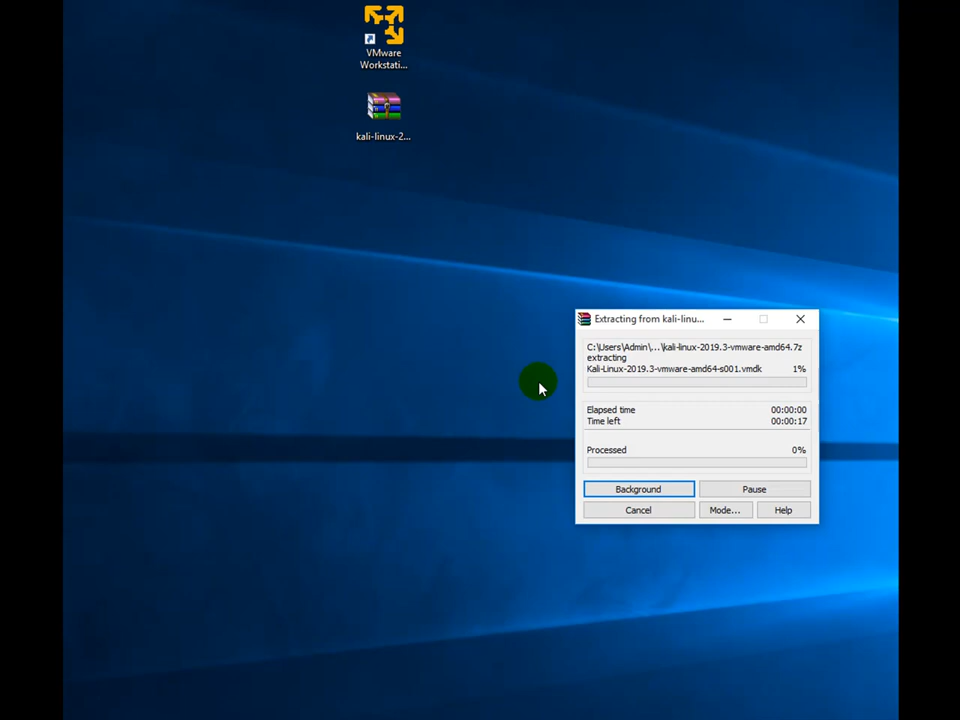 VMware
Workstati...
kali-linux-2...
Extracting from kali-linu...
C:\Users\Admin\...\kali-linux-2019.3-vmware-amd64.7z
extracting
Kali-Linux-2019.3-vmware-amd64-s001.vmdk 1%
Elapsed time 00:00:00
Time left 00:00:17
Processed 0%
Background Pause
Cancel Mode... Help